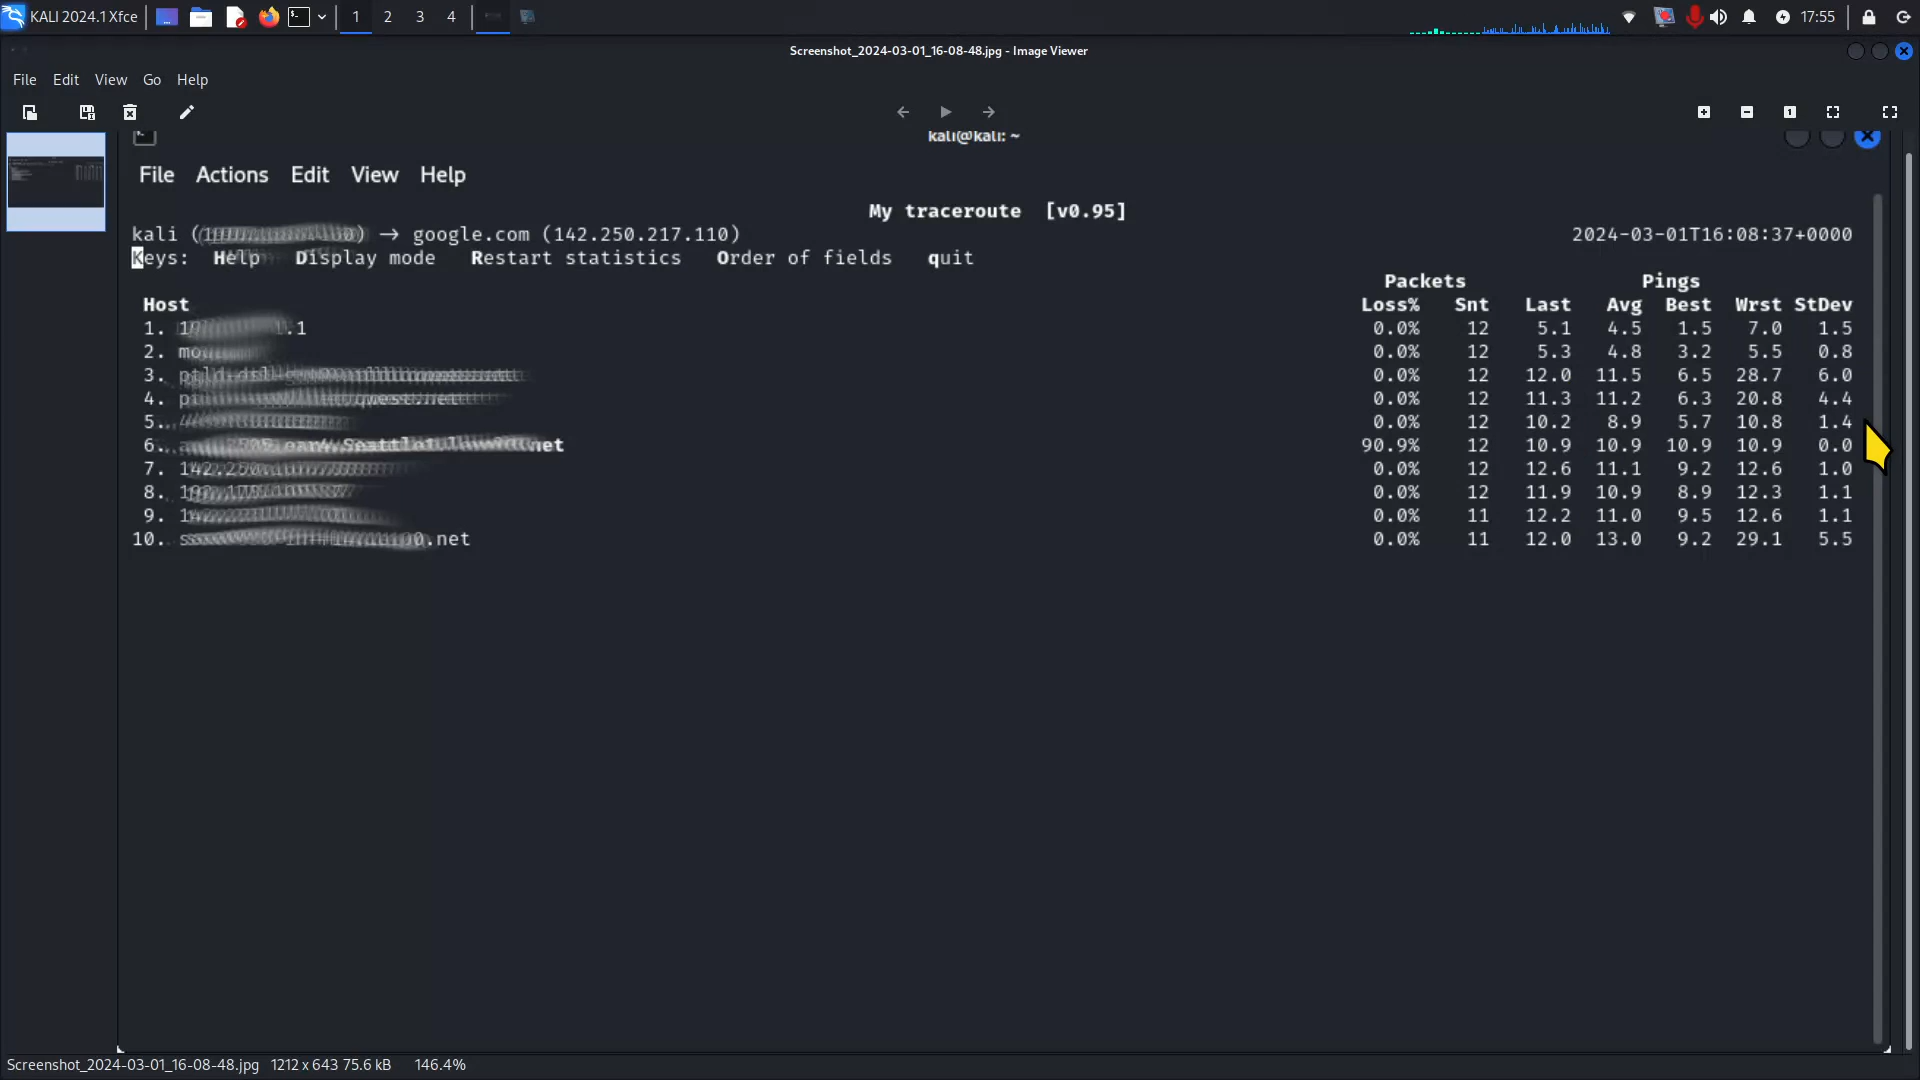 KALI 2024.1 Xfce 1 2 3 4 17:55
Screenshot_2024-03-01_16-08-48.jpg - Image Viewer
File Edit View Go Help
kali@kali: ~
File Actions Edit View Help
My traceroute [v0.95]
kali ( ) → google.com (142.250.217.110) 2024-03-01T16:08:37+0000
Keys: Help Display mode Restart statistics Order of fields quit
Packets Pings
Host Loss% Snt Last Avg Best Wrst StDev
1. .1 0.0% 12 5.1 4.5 1.5 7.0 1.5
2. 0.0% 12 5.3 4.8 3.2 5.5 0.8
3. 0.0% 12 12.0 11.5 6.5 28.7 6.0
4. 0.0% 12 11.3 11.2 6.3 20.8 4.4
5. 0.0% 12 10.2 8.9 5.7 10.8 1.4
6. net 90.9% 12 10.9 10.9 10.9 10.9 0.0
7. 0.0% 12 12.6 11.1 9.2 12.6 1.0
8. 0.0% 12 11.9 10.9 8.9 12.3 1.1
9. 0.0% 11 12.2 11.0 9.5 12.6 1.1
10. .net 0.0% 11 12.0 13.0 9.2 29.1 5.5
Screenshot_2024-03-01_16-08-48.jpg 1212 x 643 75.6 kB 146.4%